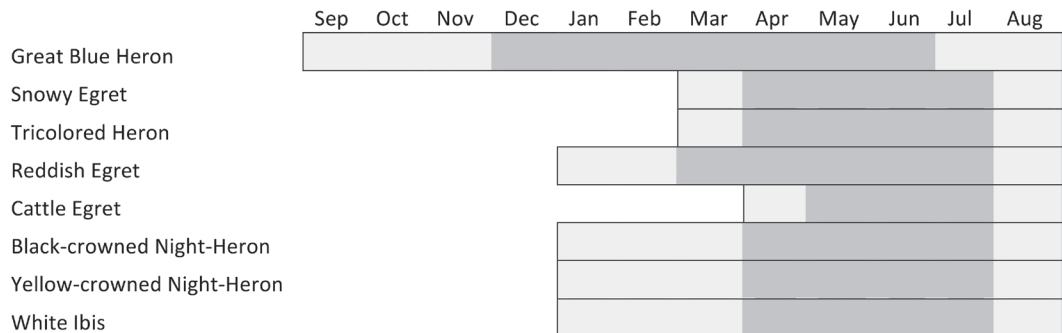 Sep Oct Nov Dec Jan Feb Mar Apr May Jun Jul Aug
Great Blue Heron
Snowy Egret
Tricolored Heron
Reddish Egret
Cattle Egret
Black-crowned Night-Heron
Yellow-crowned Night-Heron
White Ibis